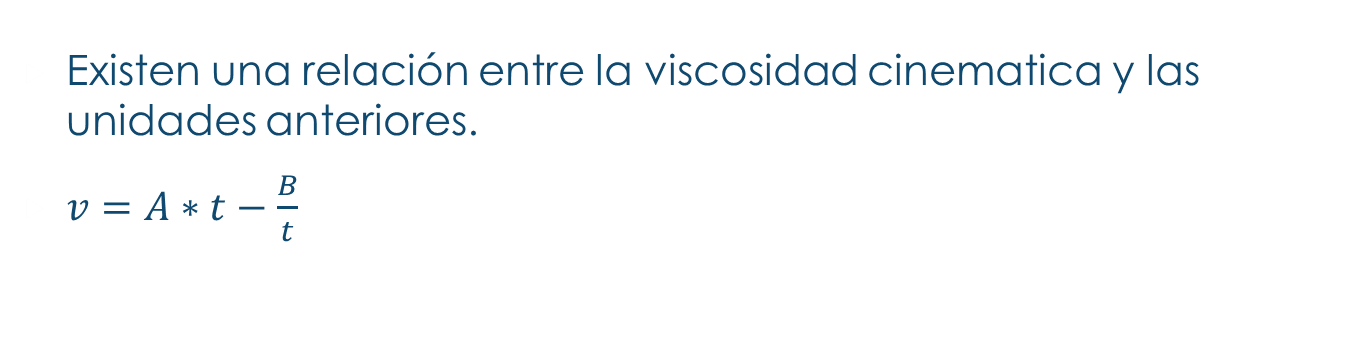 Existen una relación entre la viscosidad cinematica y las
unidades anteriores.
v = A * t − B/t